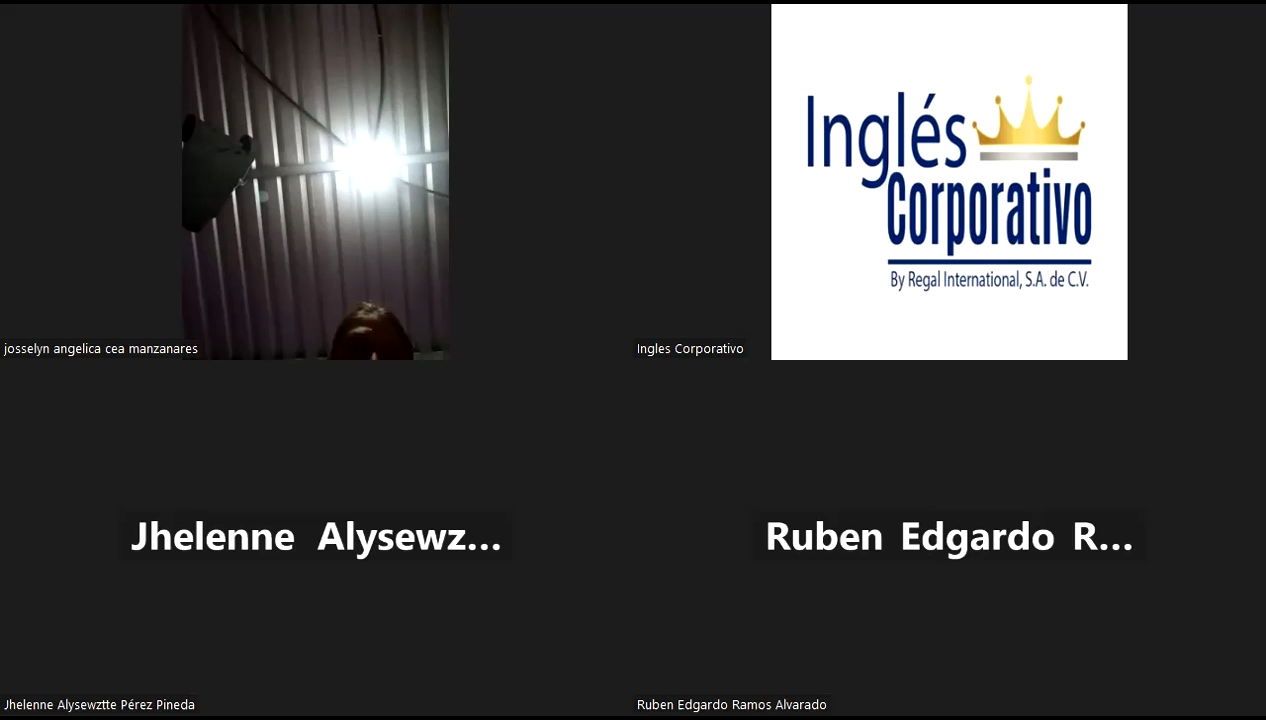 Inglés
Corporativo
By Regal International, S.A. de C.V.
josselyn angelica cea manzanares
Ingles Corporativo
Jhelenne Alysewz...
Ruben Edgardo R...
Jhelenne Alysewztte Pérez Pineda
Ruben Edgardo Ramos Alvarado